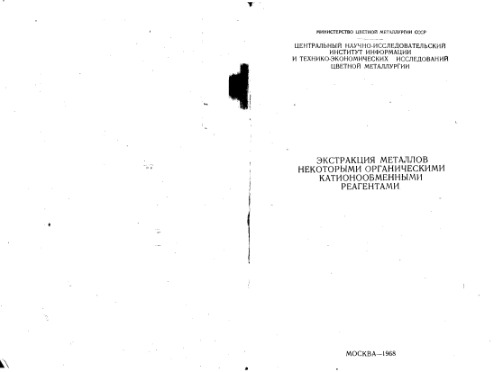 МИНИСТЕРСТВО ЦВЕТНОЙ МЕТАЛЛУРГИИ СССР
ЦЕНТРАЛЬНЫЙ НАУЧНО-ИССЛЕДОВАТЕЛЬСКИЙ
ИНСТИТУТ ИНФОРМАЦИИ
И ТЕХНИКО-ЭКОНОМИЧЕСКИХ ИССЛЕДОВАНИЙ
ЦВЕТНОЙ МЕТАЛЛУРГИИ
ЭКСТРАКЦИЯ МЕТАЛЛОВ
НЕКОТОРЫМИ ОРГАНИЧЕСКИМИ
КАТИОНООБМЕННЫМИ
РЕАГЕНТАМИ
МОСКВА—1968